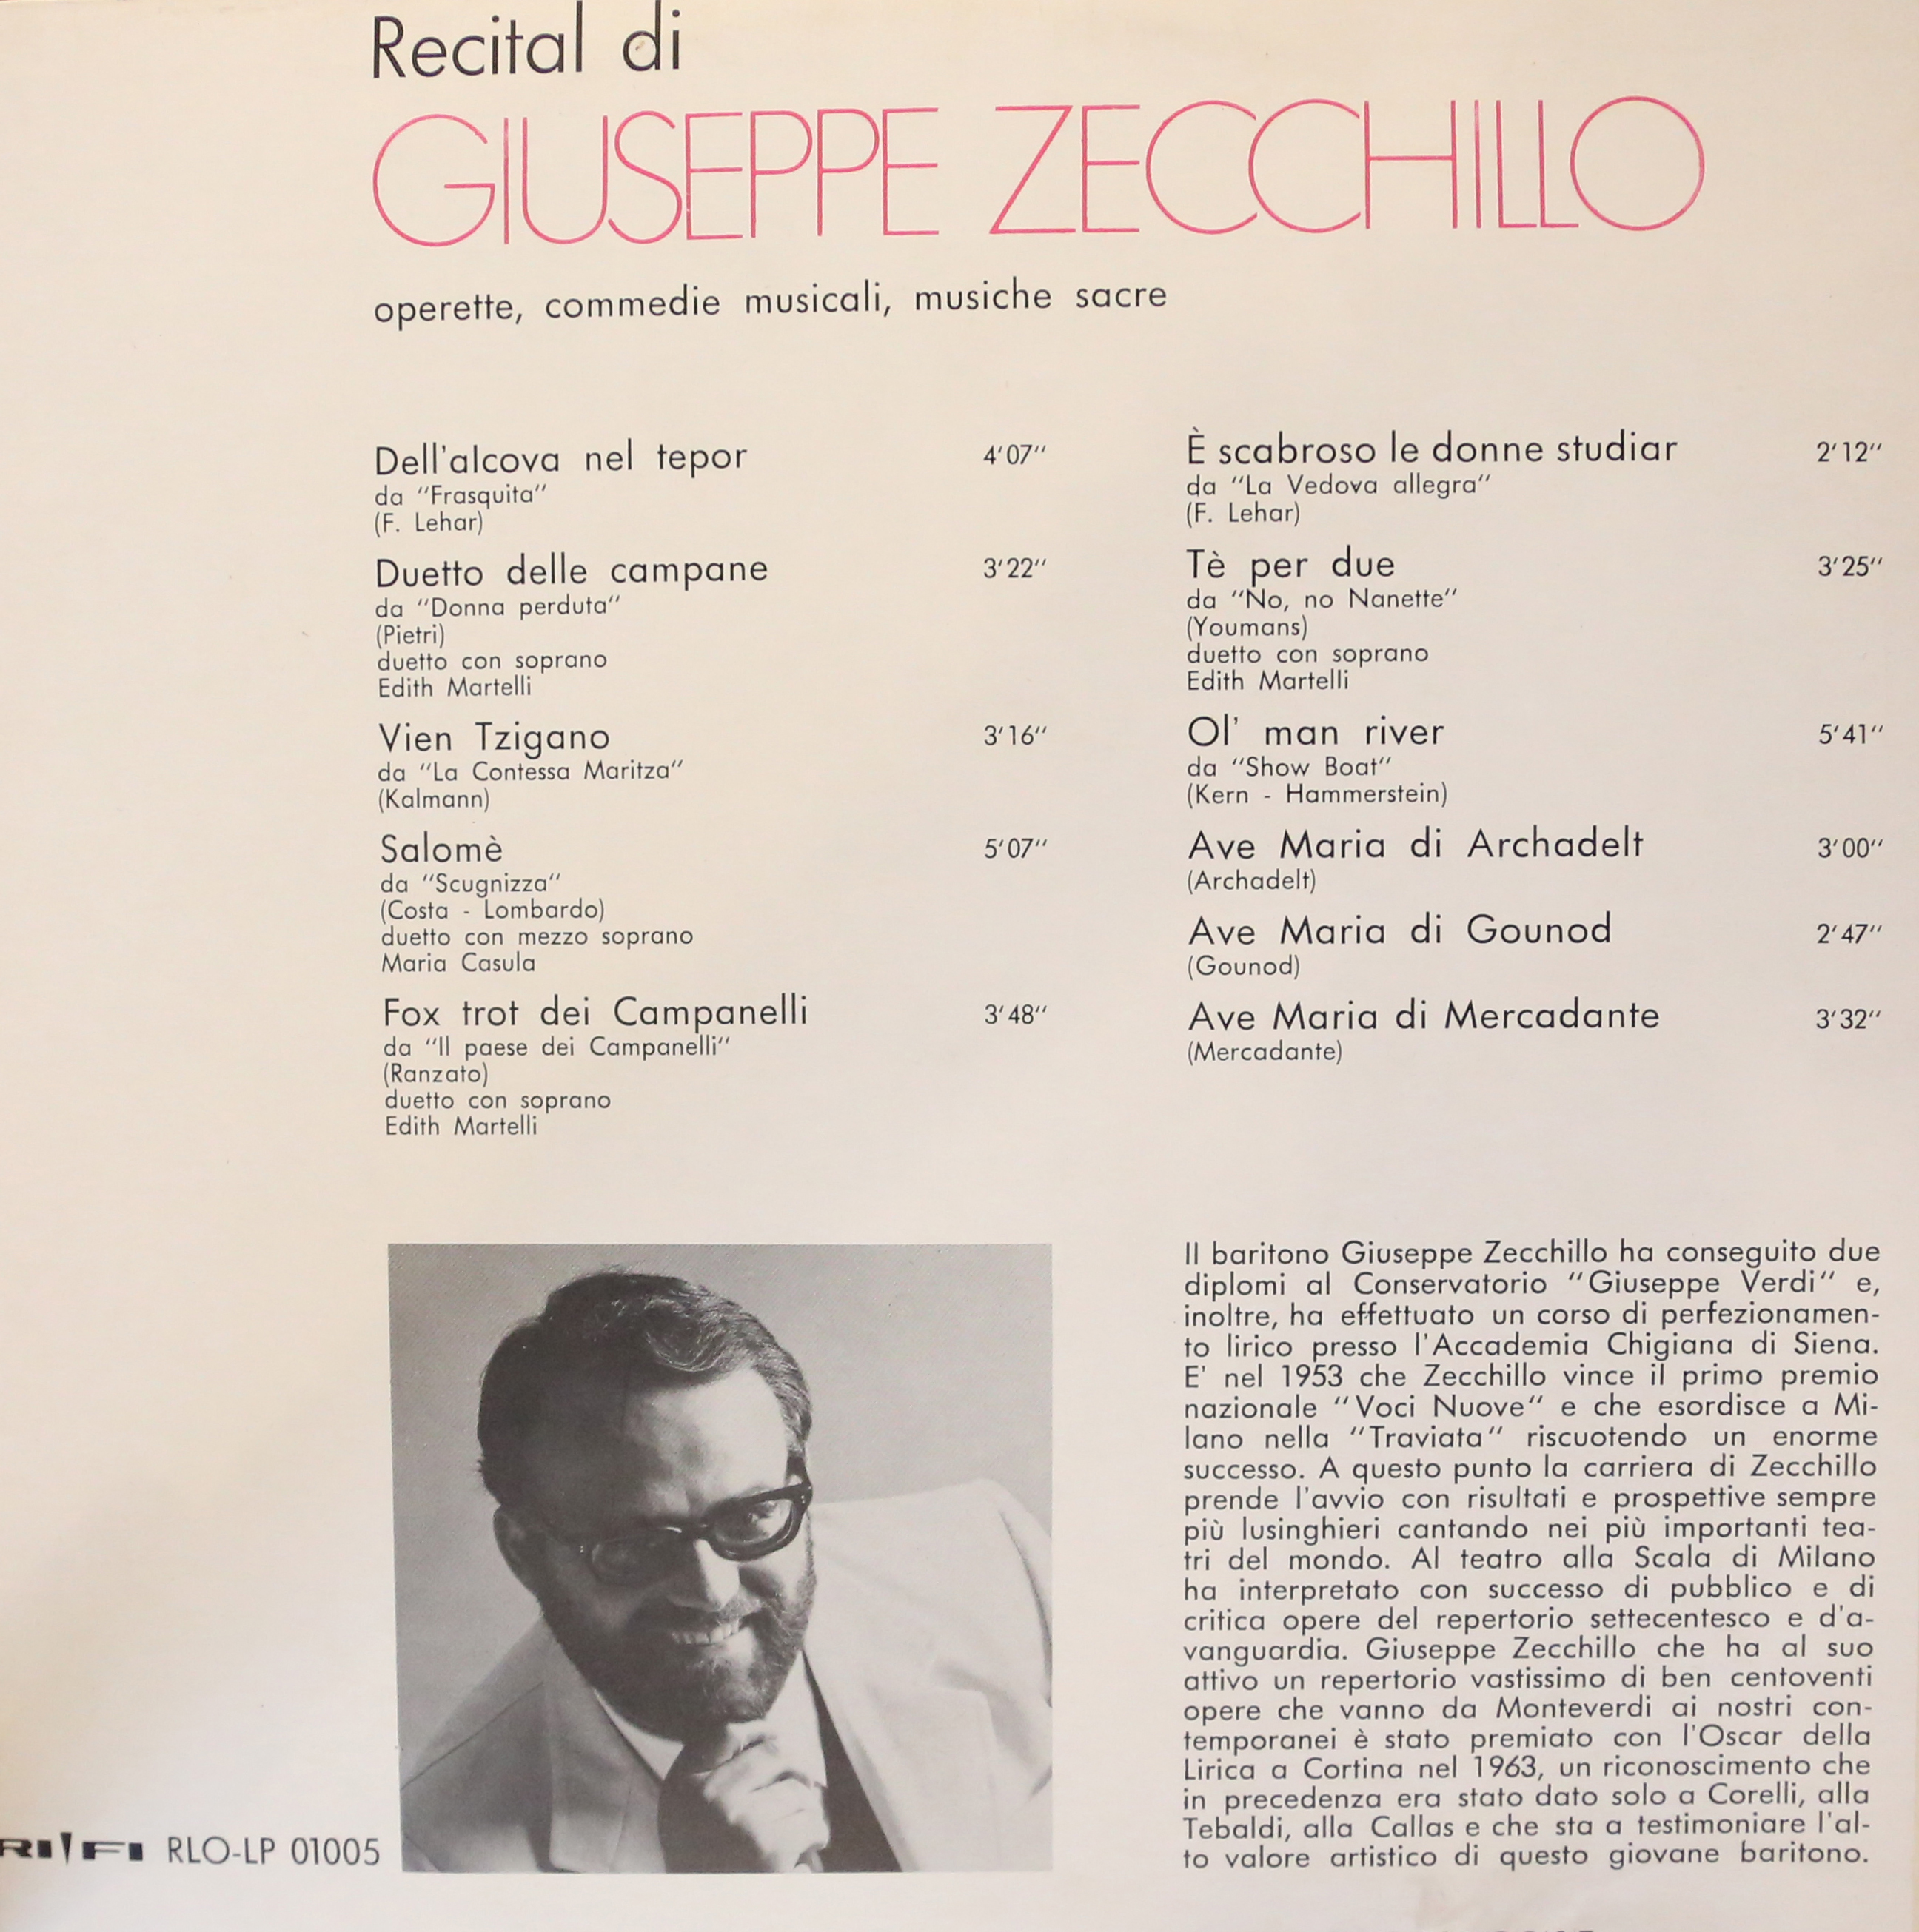 Recital di
GIUSEPPE ZECCHILLO
operette, commedie musicali, musiche sacre
Dell'alcova nel tepor 4'07"
da "Frasquita"
(F. Lehar)
Duetto delle campane 3'22"
da "Donna perduta"
(Pietri)
duetto con soprano
Edith Martelli
Vien Tzigano 3'16"
da "La Contessa Maritza"
(Kalmann)
Salomè 5'07"
da "Scugnizza"
(Costa - Lombardo)
duetto con mezzo soprano
Maria Casula
Fox trot dei Campanelli 3'48"
da "Il paese dei Campanelli"
(Ranzato)
duetto con soprano
Edith Martelli
È scabroso le donne studiar 2'12"
da "La Vedova allegra"
(F. Lehar)
Tè per due 3'25"
da "No, no Nanette"
(Youmans)
duetto con soprano
Edith Martelli
Ol' man river 5'41"
da "Show Boat"
(Kern - Hammerstein)
Ave Maria di Archadelt 3'00"
(Archadelt)
Ave Maria di Gounod 2'47"
(Gounod)
Ave Maria di Mercadante 3'32"
(Mercadante)
Il baritono Giuseppe Zecchillo ha conseguito due
diplomi al Conservatorio "Giuseppe Verdi" e,
inoltre, ha effettuato un corso di perfezionamen-
to lirico presso l'Accademia Chigiana di Siena.
E' nel 1953 che Zecchillo vince il primo premio
nazionale "Voci Nuove" e che esordisce a Mi-
lano nella "Traviata" riscuotendo un enorme
successo. A questo punto la carriera di Zecchillo
prende l'avvio con risultati e prospettive sempre
più lusinghieri cantando nei più importanti tea-
tri del mondo. Al teatro alla Scala di Milano
ha interpretato con successo di pubblico e di
critica opere del repertorio settecentesco e d'a-
vanguardia. Giuseppe Zecchillo che ha al suo
attivo un repertorio vastissimo di ben centoventi
opere che vanno da Monteverdi ai nostri con-
temporanei è stato premiato con l'Oscar della
Lirica a Cortina nel 1963, un riconoscimento che
in precedenza era stato dato solo a Corelli, alla
Tebaldi, alla Callas e che sta a testimoniare l'al-
to valore artistico di questo giovane baritono.
RI/FI RLO-LP 01005